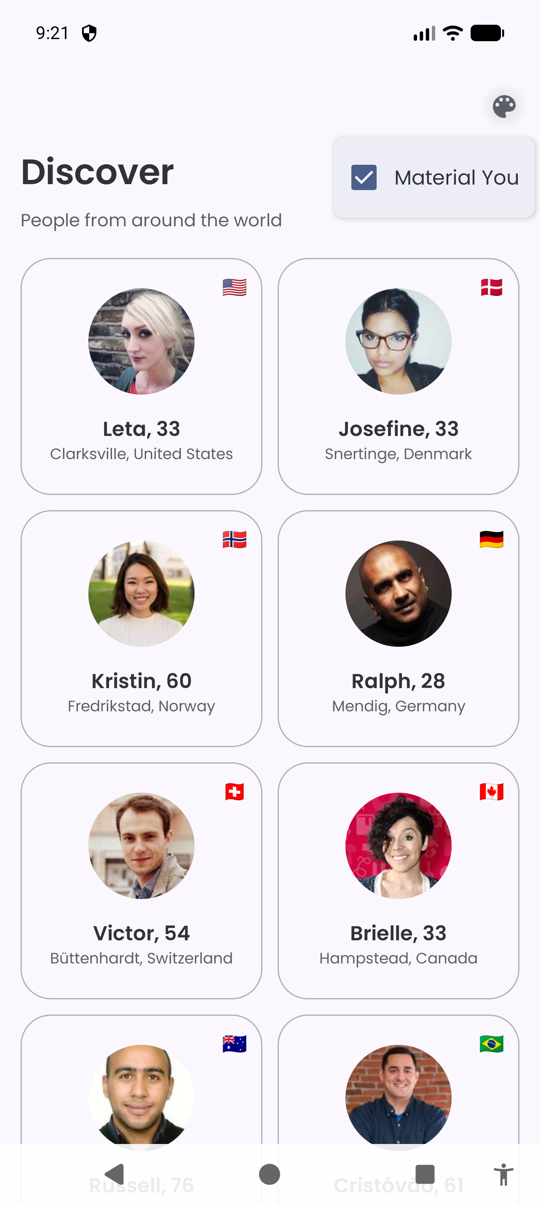 9:21
Material You
Discover
People from around the world
Leta, 33
Clarksville, United States
Josefine, 33
Snertinge, Denmark
Kristin, 60
Fredrikstad, Norway
Ralph, 28
Mendig, Germany
Victor, 54
Büttenhardt, Switzerland
Brielle, 33
Hampstead, Canada
Russell, 76
Cristóvão, 61